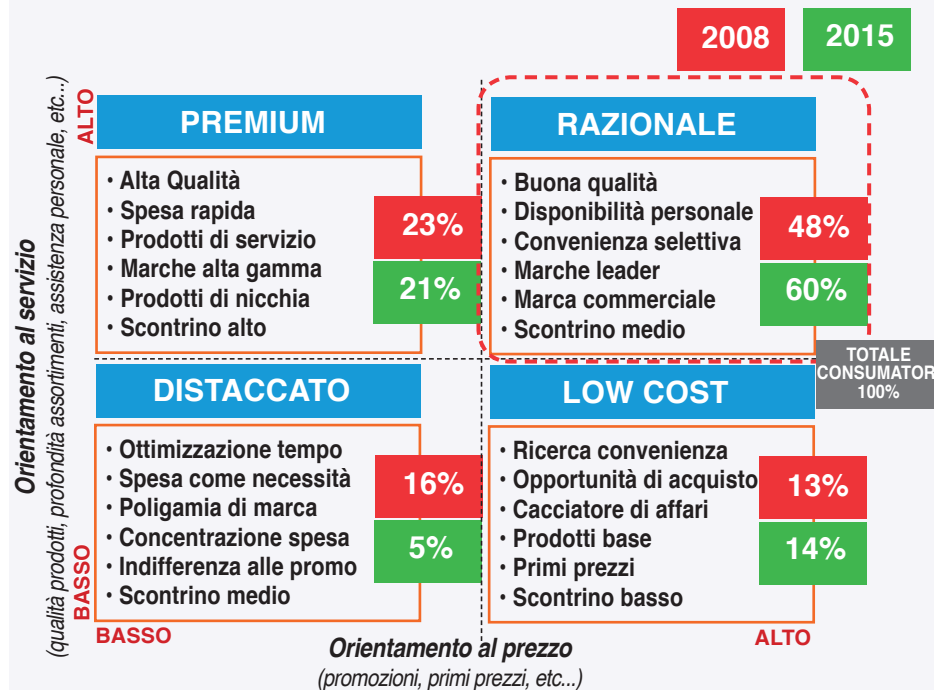 2008
2015
PREMIUM
• Alta Qualità
• Spesa rapida
• Prodotti di servizio
• Marche alta gamma
• Prodotti di nicchia
• Scontrino alto
23%
21%
RAZIONALE
• Buona qualità
• Disponibilità personale
• Convenienza selettiva
• Marche leader
• Marca commerciale
• Scontrino medio
48%
60%
TOTALE
CONSUMATOR
100%
DISTACCATO
• Ottimizzazione tempo
• Spesa come necessità
• Poligamia di marca
• Concentrazione spesa
• Indifferenza alle promo
• Scontrino medio
16%
5%
LOW COST
• Ricerca convenienza
• Opportunità di acquisto
• Cacciatore di affari
• Prodotti base
• Primi prezzi
• Scontrino basso
13%
14%
Orientamento al servizio
(qualità prodotti, profondità assortimenti, assistenza personale, etc...)
ALTO
BASSO
BASSO
ALTO
Orientamento al prezzo
(promozioni, primi prezzi, etc...)